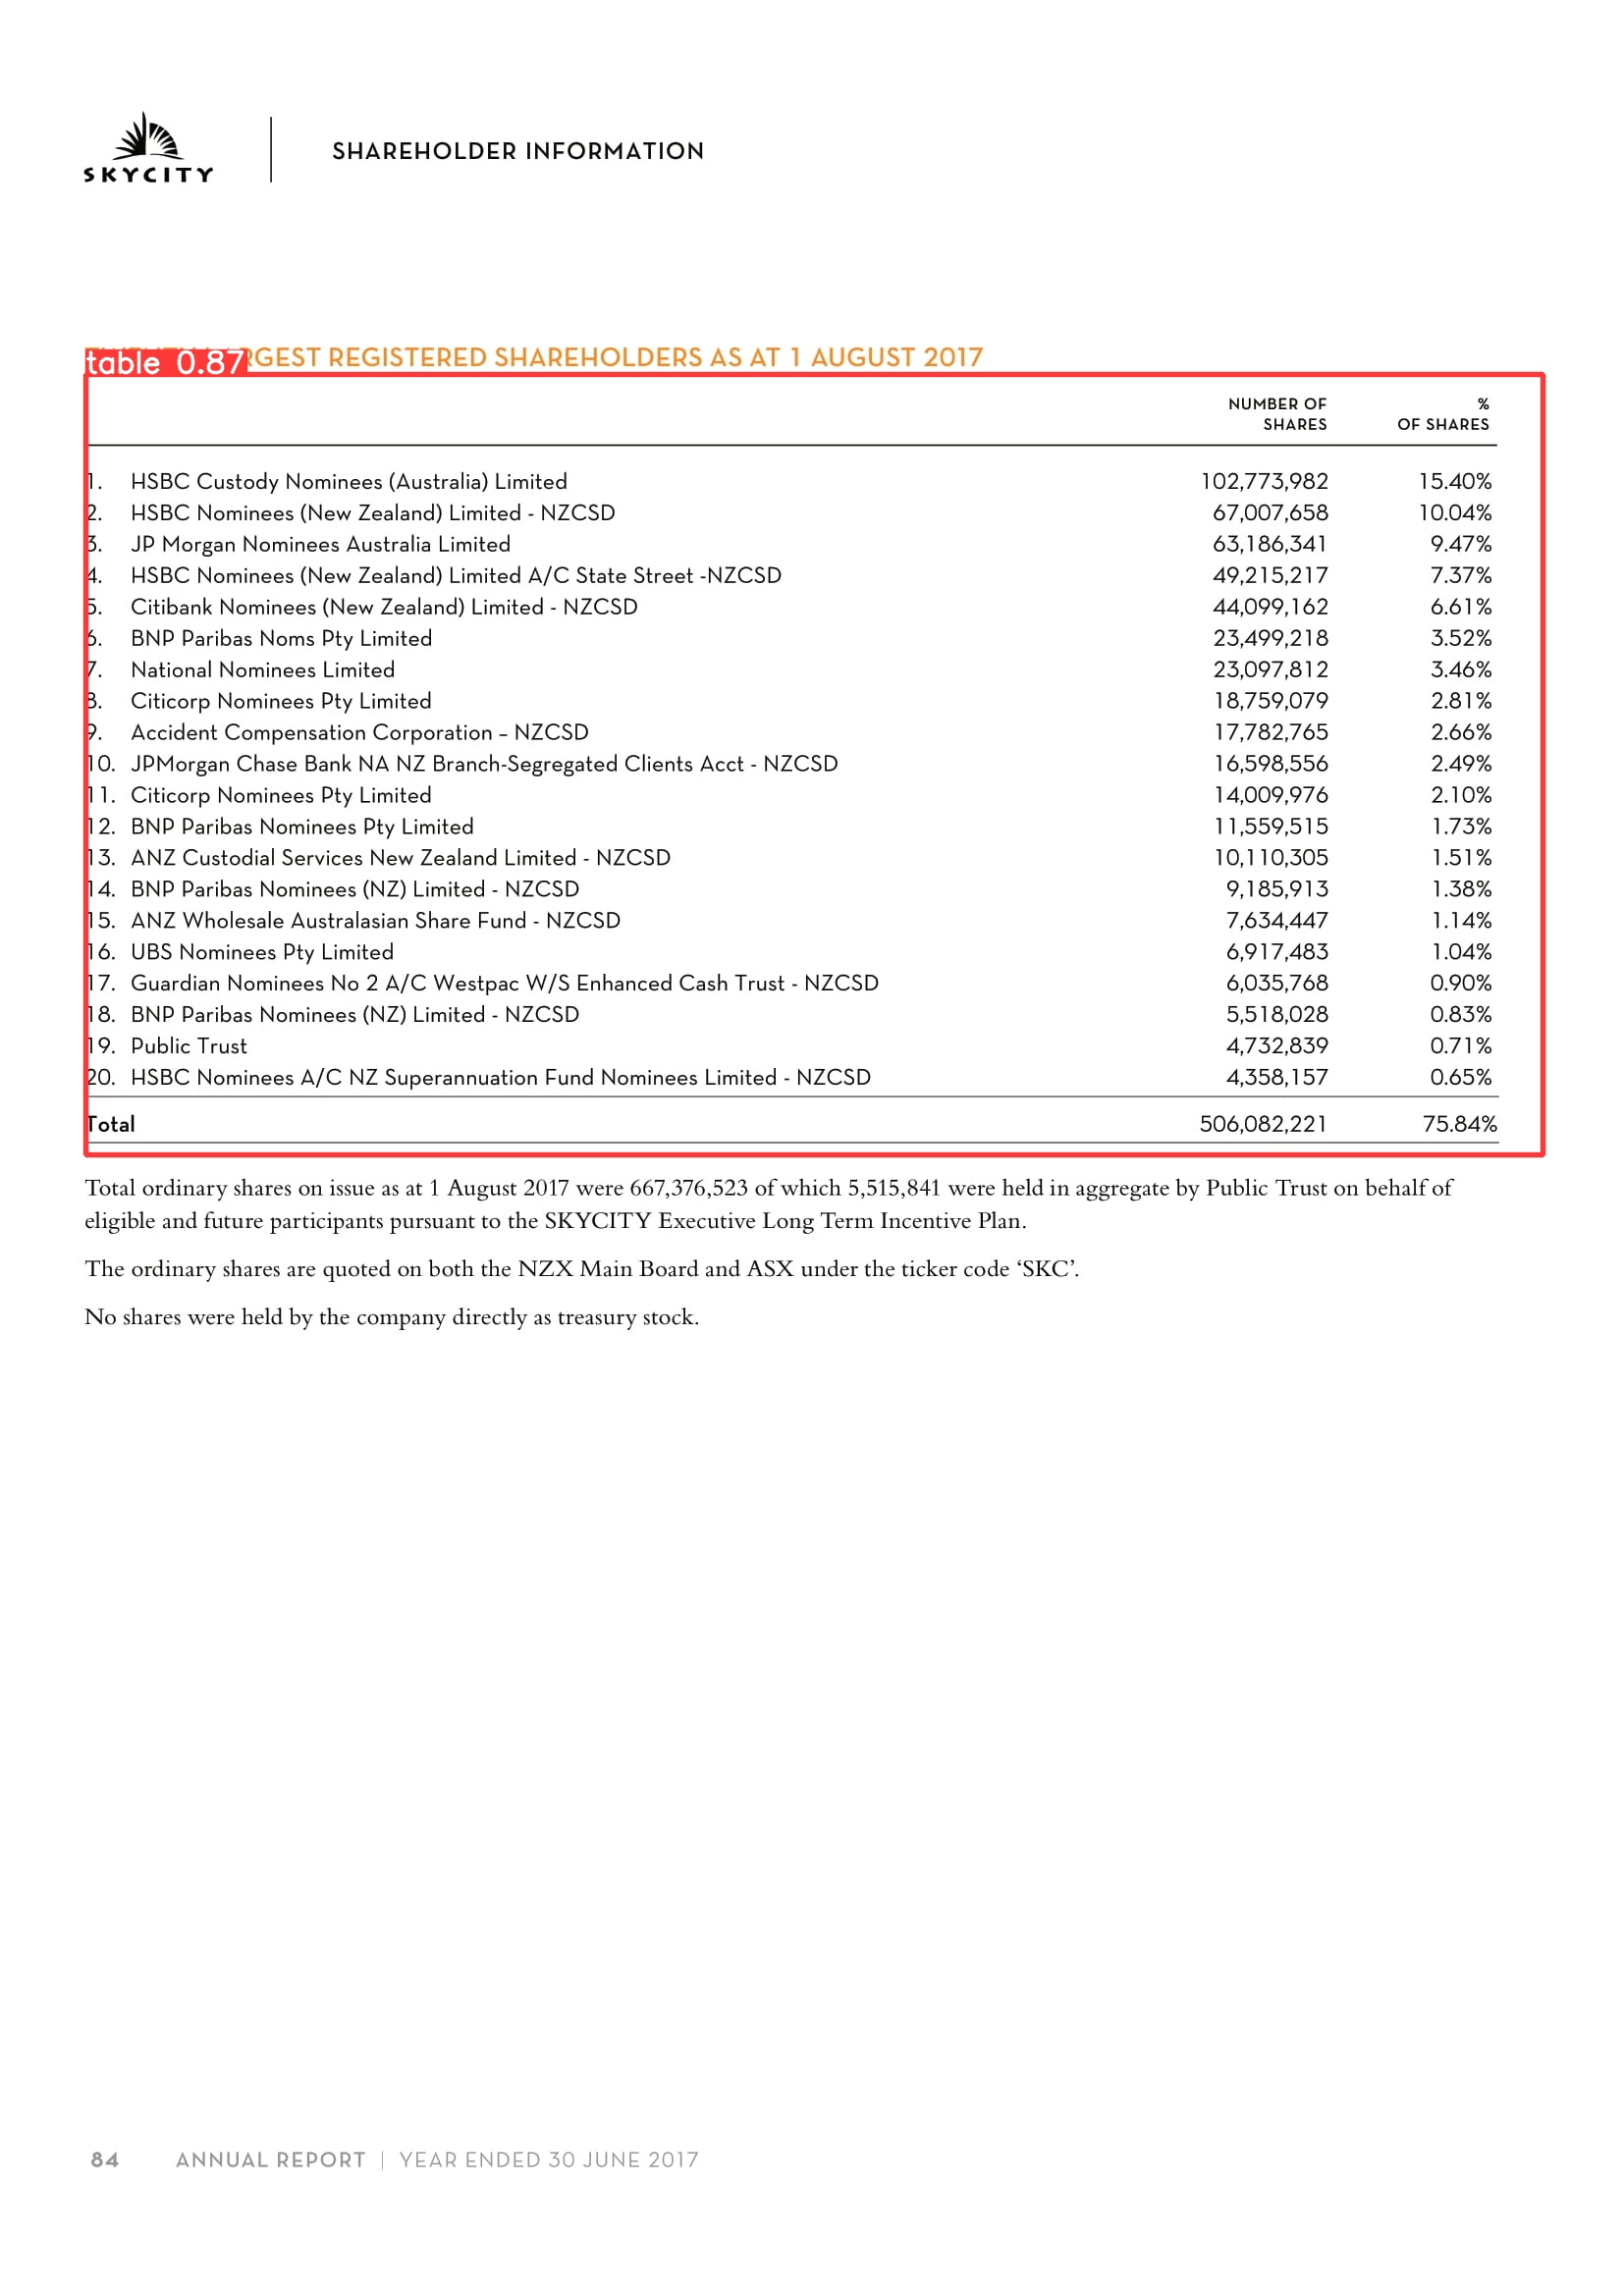 SKYCITY
SHAREHOLDER INFORMATION
table 0.87 RGEST REGISTERED SHAREHOLDERS AS AT 1 AUGUST 2017
NUMBER OF SHARES % OF SHARES
1. HSBC Custody Nominees (Australia) Limited 102,773,982 15.40%
2. HSBC Nominees (New Zealand) Limited - NZCSD 67,007,658 10.04%
3. JP Morgan Nominees Australia Limited 63,186,341 9.47%
4. HSBC Nominees (New Zealand) Limited A/C State Street -NZCSD 49,215,217 7.37%
5. Citibank Nominees (New Zealand) Limited - NZCSD 44,099,162 6.61%
6. BNP Paribas Noms Pty Limited 23,499,218 3.52%
7. National Nominees Limited 23,097,812 3.46%
8. Citicorp Nominees Pty Limited 18,759,079 2.81%
9. Accident Compensation Corporation – NZCSD 17,782,765 2.66%
10. JPMorgan Chase Bank NA NZ Branch-Segregated Clients Acct - NZCSD 16,598,556 2.49%
11. Citicorp Nominees Pty Limited 14,009,976 2.10%
12. BNP Paribas Nominees Pty Limited 11,559,515 1.73%
13. ANZ Custodial Services New Zealand Limited - NZCSD 10,110,305 1.51%
14. BNP Paribas Nominees (NZ) Limited - NZCSD 9,185,913 1.38%
15. ANZ Wholesale Australasian Share Fund - NZCSD 7,634,447 1.14%
16. UBS Nominees Pty Limited 6,917,483 1.04%
17. Guardian Nominees No 2 A/C Westpac W/S Enhanced Cash Trust - NZCSD 6,035,768 0.90%
18. BNP Paribas Nominees (NZ) Limited - NZCSD 5,518,028 0.83%
19. Public Trust 4,732,839 0.71%
20. HSBC Nominees A/C NZ Superannuation Fund Nominees Limited - NZCSD 4,358,157 0.65%
Total 506,082,221 75.84%
Total ordinary shares on issue as at 1 August 2017 were 667,376,523 of which 5,515,841 were held in aggregate by Public Trust on behalf of
eligible and future participants pursuant to the SKYCITY Executive Long Term Incentive Plan.
The ordinary shares are quoted on both the NZX Main Board and ASX under the ticker code ‘SKC’.
No shares were held by the company directly as treasury stock.
84 ANNUAL REPORT | YEAR ENDED 30 JUNE 2017